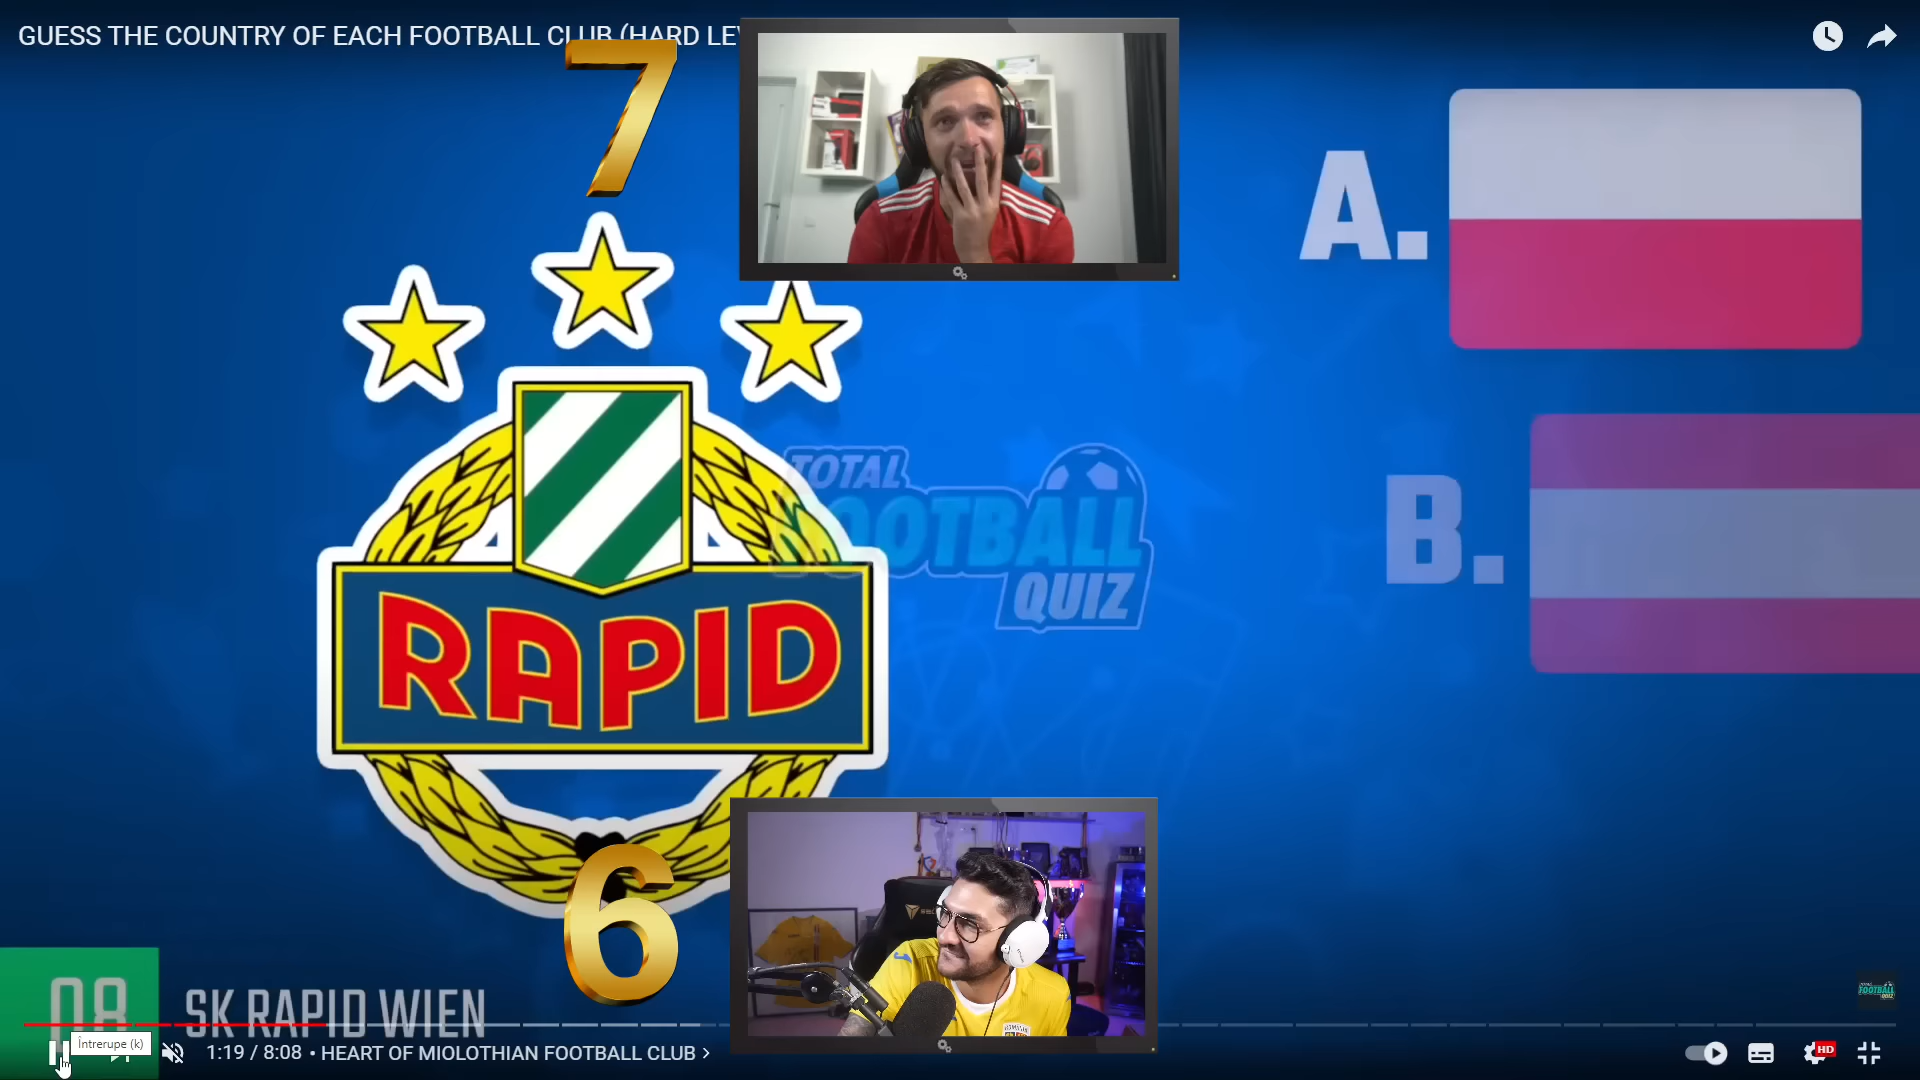 GUESS THE COUNTRY OF EACH FOOTBALL CLUB (HARD LE
7
A.
TOTAL
FOOTBALL
QUIZ
B.
RAPID
6
08
SK RAPID WIEN
Întrerupe (k)
1:19 / 8:08 • HEART OF MIOLOTHIAN FOOTBALL CLUB >
HD